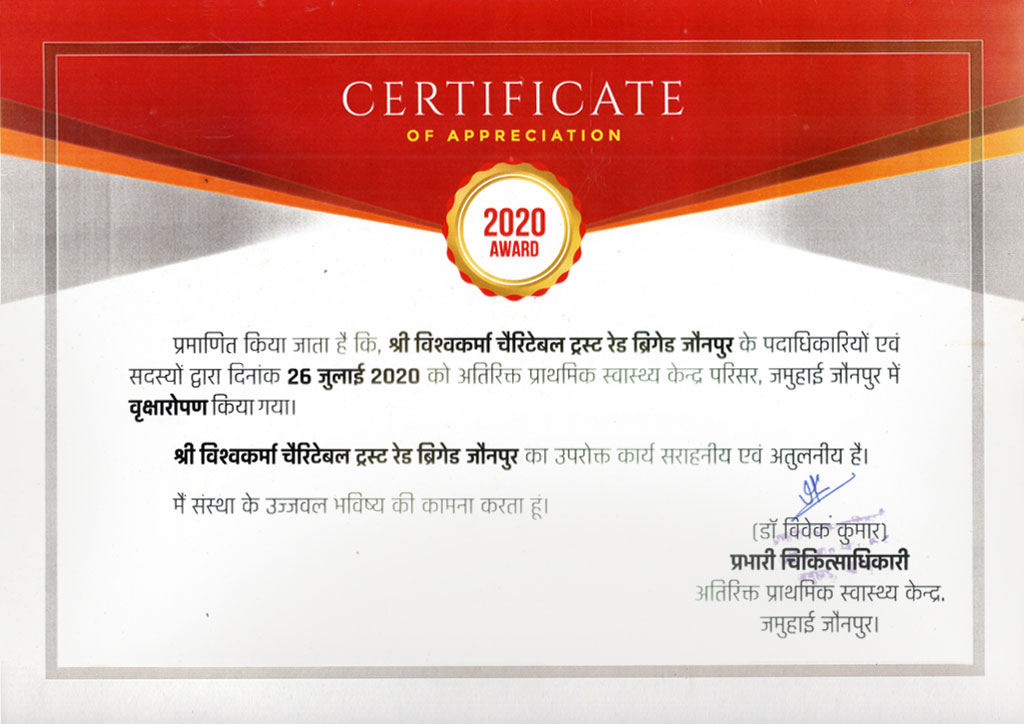 CERTIFICATE
OF APPRECIATION
2020
AWARD
प्रमाणित किया जाता है कि, श्री विश्वकर्मा चैरिटेबल ट्रस्ट रेड ब्रिगेड जौनपुर के पदाधिकारियों एवं
सदस्यों द्वारा दिनांक 26 जुलाई 2020 को अतिरिक्त प्राथमिक स्वास्थ्य केन्द्र परिसर, जमुहाई जौनपुर में
वृक्षारोपण किया गया।
श्री विश्वकर्मा चैरिटेबल ट्रस्ट रेड ब्रिगेड जौनपुर का उपरोक्त कार्य सराहनीय एवं अतुलनीय है।
मैं संस्था के उज्जवल भविष्य की कामना करता हूं।
(डॉ विवेक कुमार)
प्रभारी चिकित्साधिकारी
अतिरिक्त प्राथमिक स्वास्थ्य केन्द्र,
जमुहाई जौनपुर।